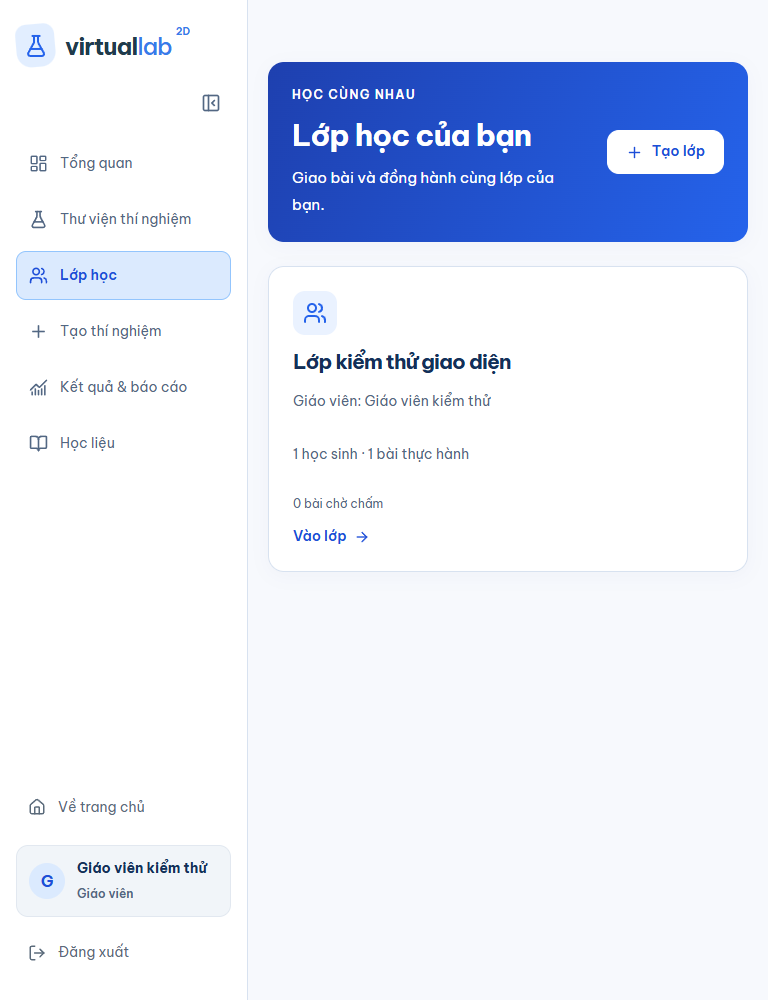 virtuallab 2D
Tổng quan
Thư viện thí nghiệm
Lớp học
Tạo thí nghiệm
Kết quả & báo cáo
Học liệu
Về trang chủ
G
Giáo viên kiểm thử
Giáo viên
Đăng xuất
HỌC CÙNG NHAU
Lớp học của bạn
Giao bài và đồng hành cùng lớp của
bạn.
Tạo lớp
Lớp kiểm thử giao diện
Giáo viên: Giáo viên kiểm thử
1 học sinh · 1 bài thực hành
0 bài chờ chấm
Vào lớp